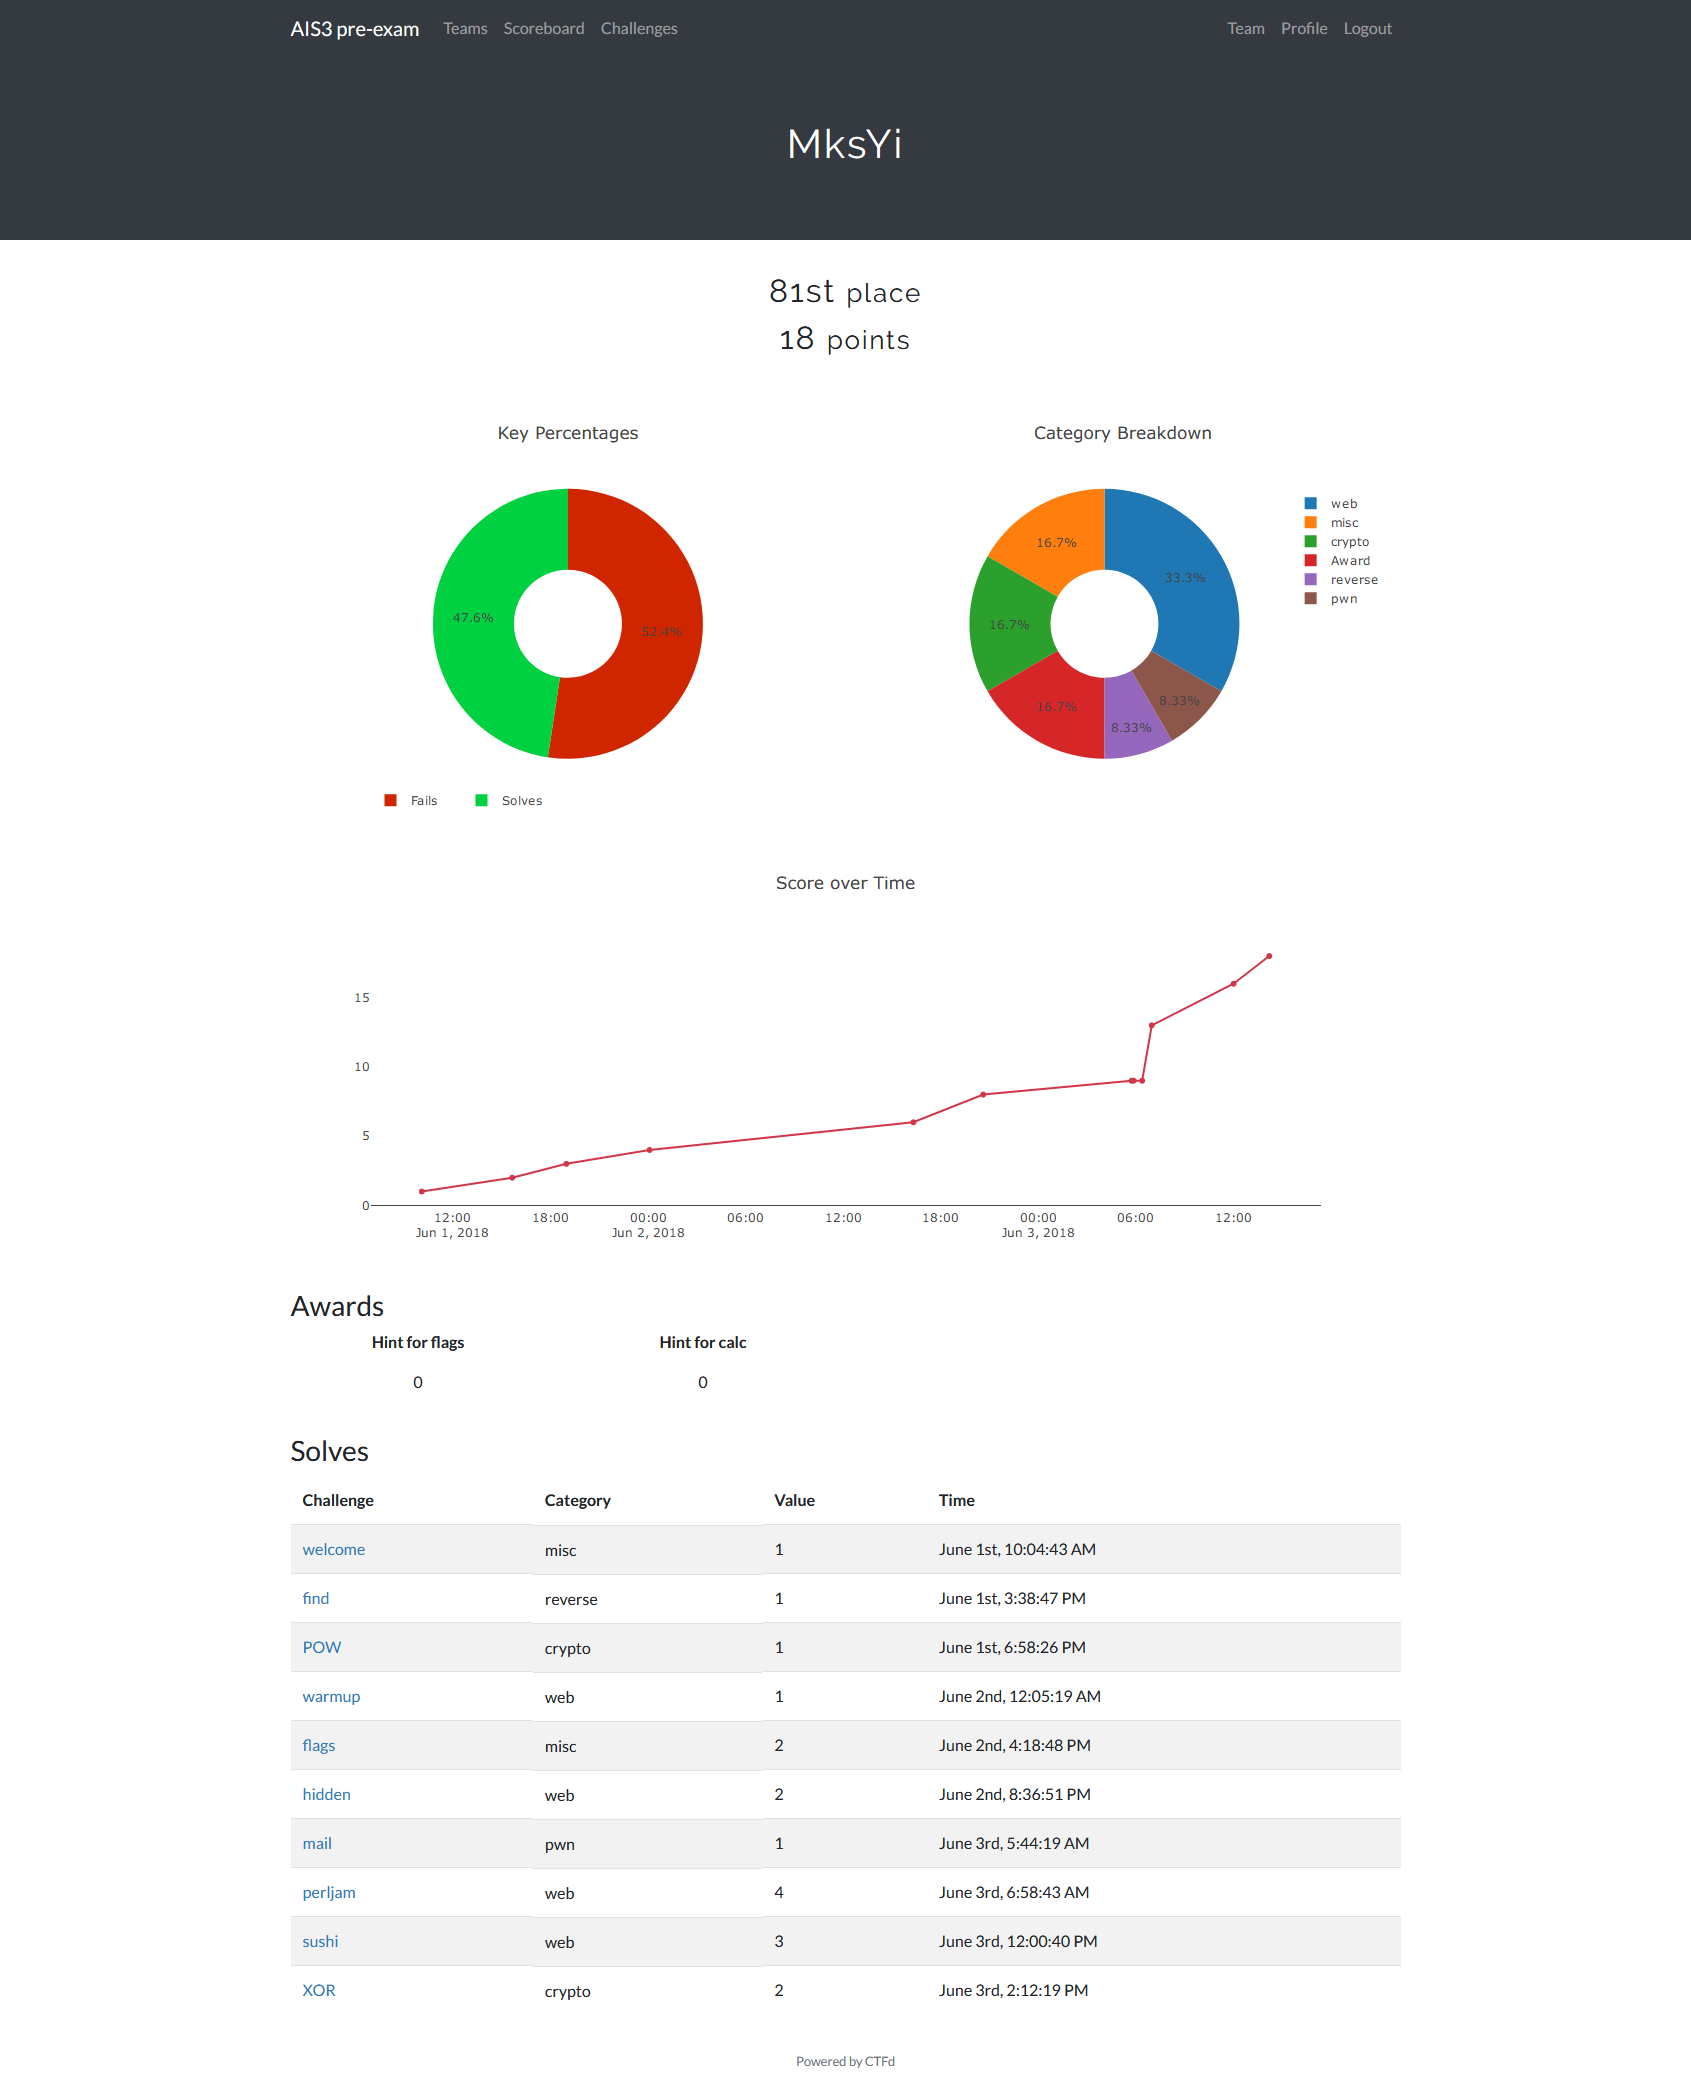 AIS3 pre-exam Teams Scoreboard Challenges Team Profile Logout
MksYi
81st place
18 points
Key Percentages
47.6%
52.4%
Fails Solves
Category Breakdown
16.7%
33.3%
16.7%
16.7%
8.33%
8.33%
web
misc
crypto
Award
reverse
pwn
Score over Time
15
10
5
0
12:00 18:00 00:00 06:00 12:00 18:00 00:00 06:00 12:00
Jun 1, 2018 Jun 2, 2018 Jun 3, 2018
Awards
Hint for flags Hint for calc
0 0
Solves
Challenge Category Value Time
welcome misc 1 June 1st, 10:04:43 AM
find reverse 1 June 1st, 3:38:47 PM
POW crypto 1 June 1st, 6:58:26 PM
warmup web 1 June 2nd, 12:05:19 AM
flags misc 2 June 2nd, 4:18:48 PM
hidden web 2 June 2nd, 8:36:51 PM
mail pwn 1 June 3rd, 5:44:19 AM
perljam web 4 June 3rd, 6:58:43 AM
sushi web 3 June 3rd, 12:00:40 PM
XOR crypto 2 June 3rd, 2:12:19 PM
Powered by CTFd